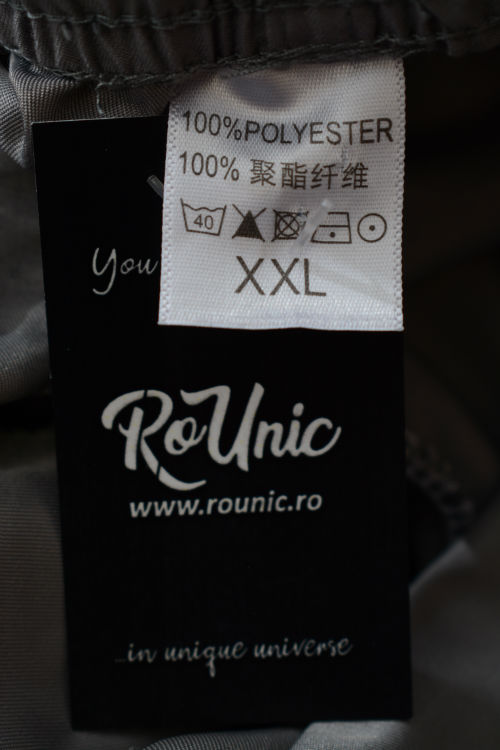 100%POLYESTER
100% 聚酯纤维
40
XXL
You
RoUnic
www.rounic.ro
...in unique universe